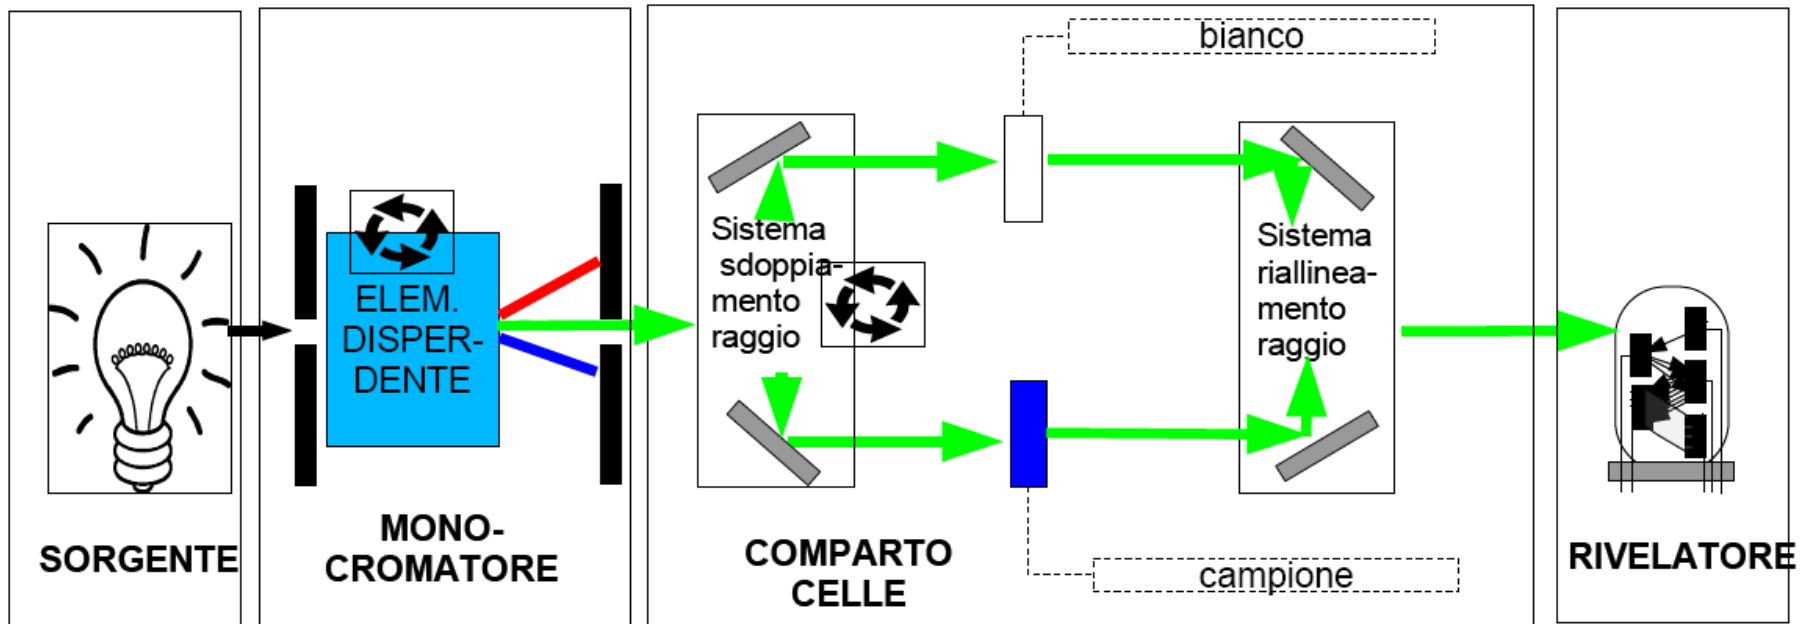 bianco
Sistema
sdoppia-
mento
raggio
Sistema
riallinea-
mento
raggio
ELEM.
DISPER-
DENTE
campione
SORGENTE
MONO-
CROMATORE
COMPARTO
CELLE
RIVELATORE